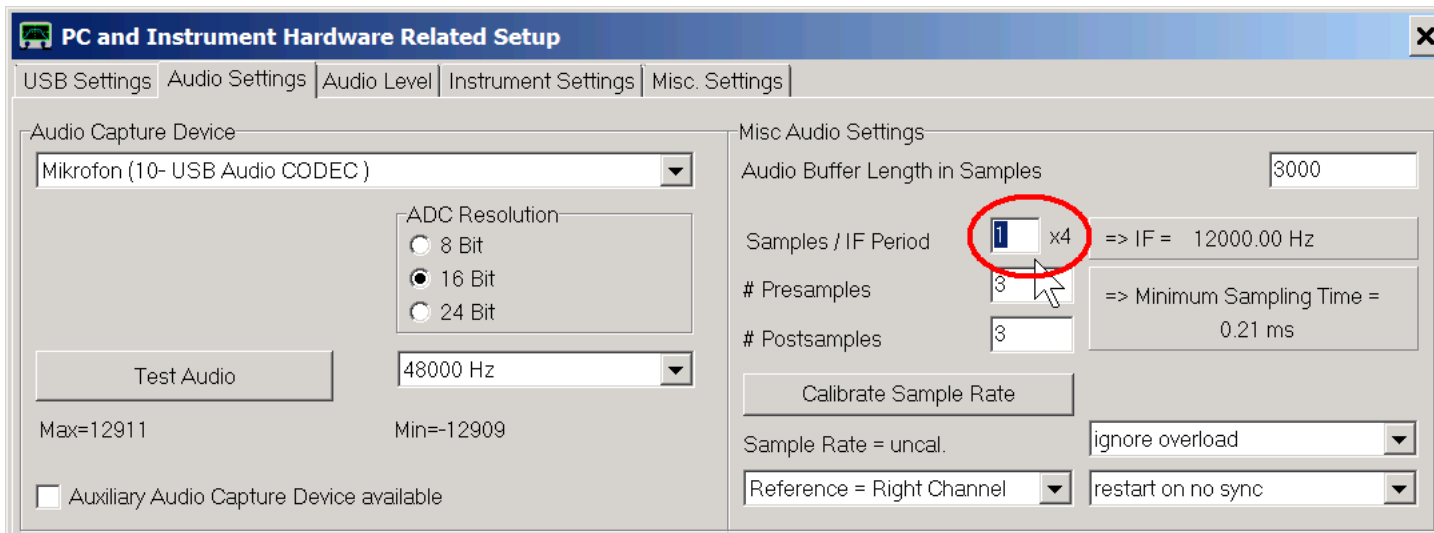 PC and Instrument Hardware Related Setup
USB Settings Audio Settings Audio Level Instrument Settings Misc. Settings
Audio Capture Device
Mikrofon (10- USB Audio CODEC )
ADC Resolution
8 Bit
16 Bit
24 Bit
Test Audio
48000 Hz
Max=12911
Min=-12909
Auxiliary Audio Capture Device available
Misc Audio Settings
Audio Buffer Length in Samples 3000
Samples / IF Period 1 x4 => IF = 12000.00 Hz
# Presamples 3
=> Minimum Sampling Time =
0.21 ms
# Postsamples 3
Calibrate Sample Rate
Sample Rate = uncal.
ignore overload
Reference = Right Channel
restart on no sync